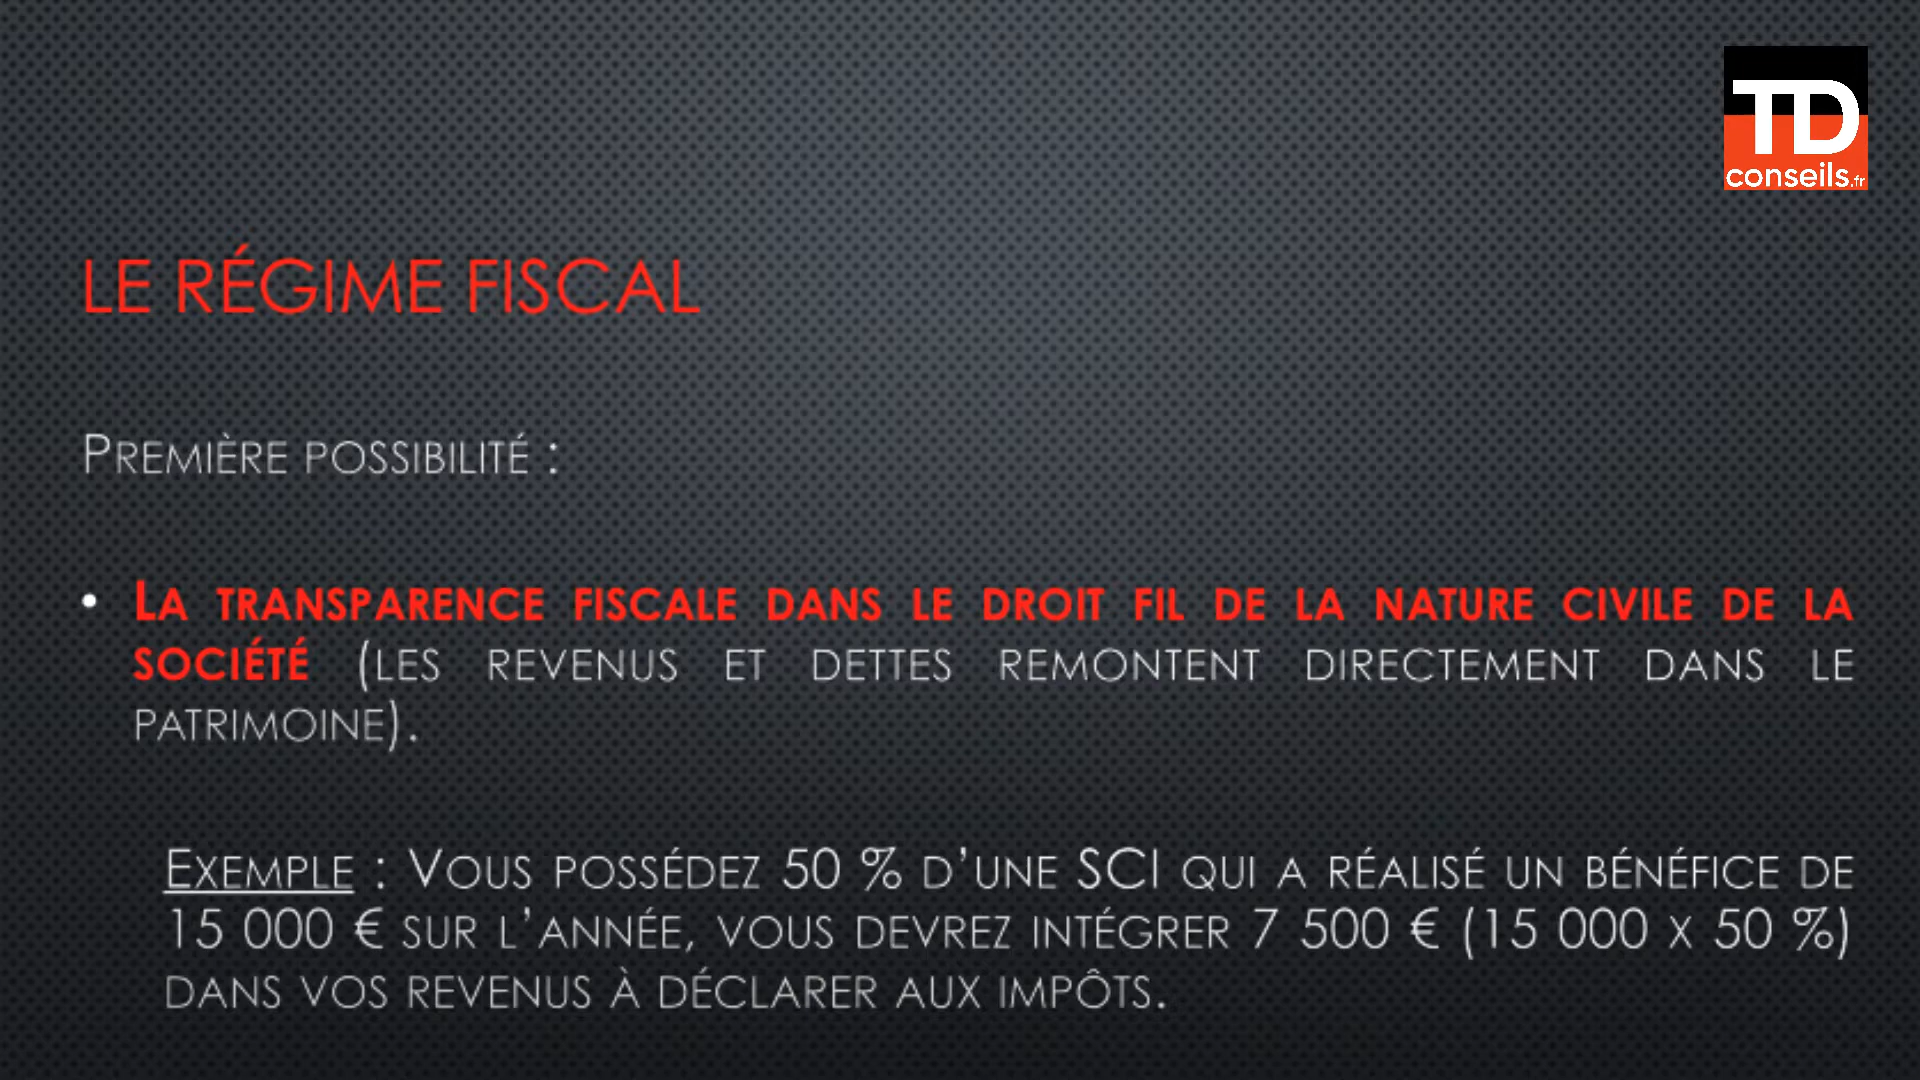 TD
conseils.fr
LE RÉGIME FISCAL
PREMIÈRE POSSIBILITÉ :
• LA TRANSPARENCE FISCALE DANS LE DROIT FIL DE LA NATURE CIVILE DE LA
SOCIÉTÉ (LES REVENUS ET DETTES REMONTENT DIRECTEMENT DANS LE
PATRIMOINE).
EXEMPLE : VOUS POSSÉDEZ 50 % D’UNE SCI QUI A RÉALISÉ UN BÉNÉFICE DE
15 000 € SUR L’ANNÉE, VOUS DEVREZ INTÉGRER 7 500 € (15 000 X 50 %)
DANS VOS REVENUS À DÉCLARER AUX IMPÔTS.